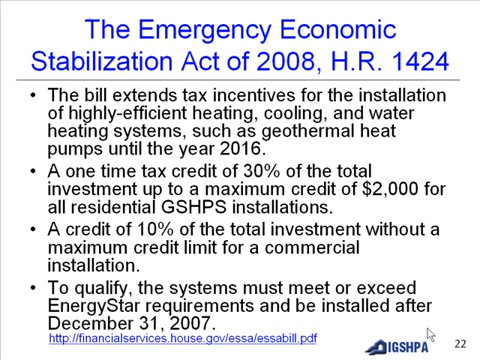 The Emergency Economic
Stabilization Act of 2008, H.R. 1424
• The bill extends tax incentives for the installation
of highly-efficient heating, cooling, and water
heating systems, such as geothermal heat
pumps until the year 2016.
• A one time tax credit of 30% of the total
investment up to a maximum credit of $2,000 for
all residential GSHPS installations.
• A credit of 10% of the total investment without a
maximum credit limit for a commercial
installation.
• To qualify, the systems must meet or exceed
EnergyStar requirements and be installed after
December 31, 2007.
http://financialservices.house.gov/essa/essabill.pdf
IGSHPA
22